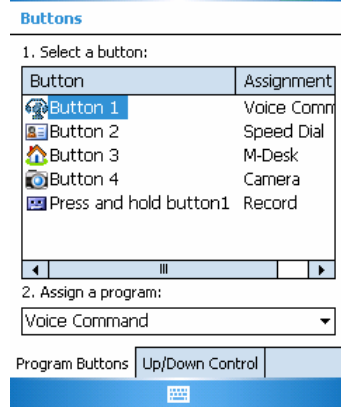 Buttons
1. Select a button:
Button Assignment
Button 1 Voice Comm
Button 2 Speed Dial
Button 3 M-Desk
Button 4 Camera
Press and hold button1 Record
2. Assign a program:
Voice Command
Program Buttons Up/Down Control